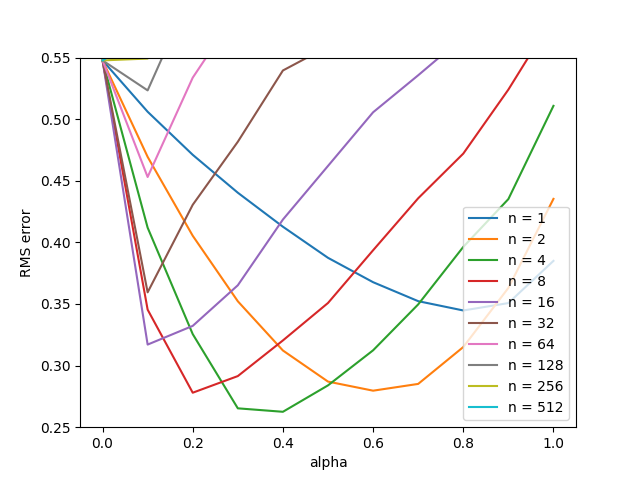 0.55
0.50
0.45
0.40
0.35
0.30
0.25
RMS error
0.0
0.2
0.4
0.6
0.8
1.0
alpha
n = 1
n = 2
n = 4
n = 8
n = 16
n = 32
n = 64
n = 128
n = 256
n = 512